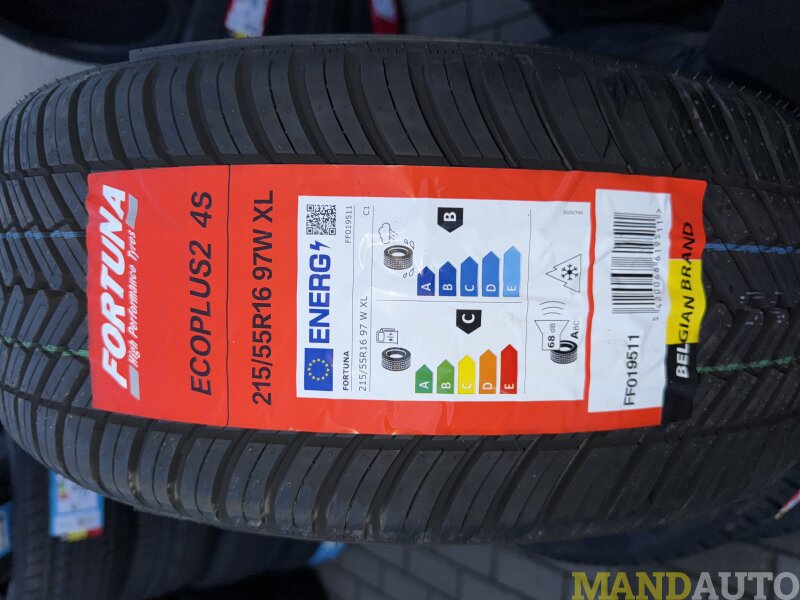 FORTUNA
High Performance Tyres
ECOPLUS2 4S
215/55R16 97W XL
ENERG
FORTUNA
FF019511
215/55R16 97 W XL
C1
A
B
C
D
E
C
A
B
C
D
E
B
68 dB
ABC
2020/740
FF019511
BELGIAN BRAND
MANDAUTO